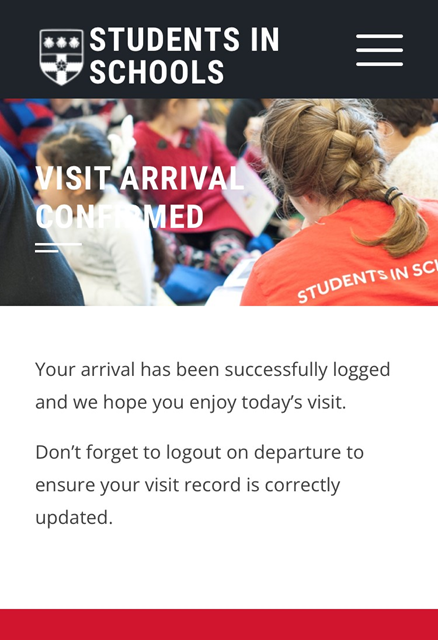 STUDENTS IN
SCHOOLS
VISIT ARRIVAL
CONFIRMED
STUDENTS IN SC
Your arrival has been successfully logged
and we hope you enjoy today’s visit.
Don’t forget to logout on departure to
ensure your visit record is correctly
updated.